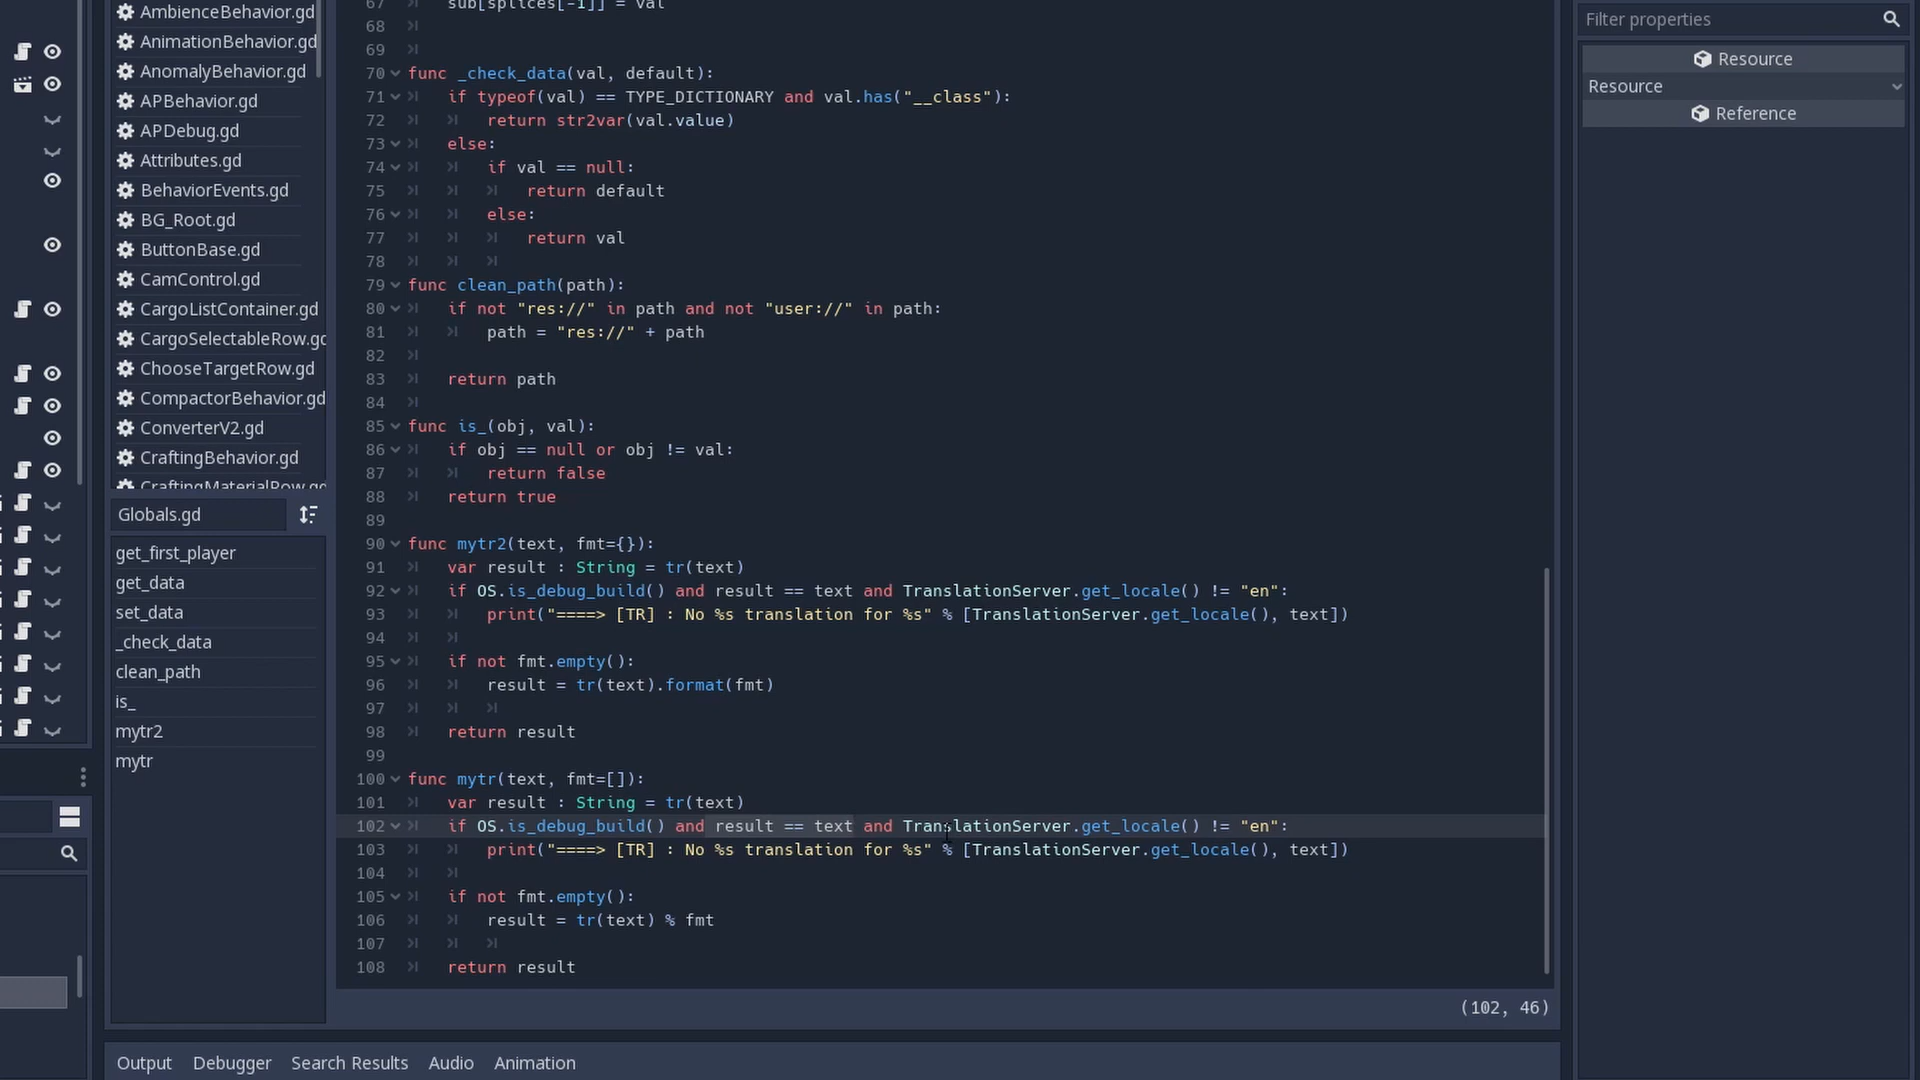 AmbienceBehavior.gd
AnimationBehavior.gd
AnomalyBehavior.gd
APBehavior.gd
APDebug.gd
Attributes.gd
BehaviorEvents.gd
BG_Root.gd
ButtonBase.gd
CamControl.gd
CargoListContainer.gd
CargoSelectableRow.gd
ChooseTargetRow.gd
CompactorBehavior.gd
ConverterV2.gd
CraftingBehavior.gd
CraftingMaterialRow.gd
Globals.gd
get_first_player
get_data
set_data
_check_data
clean_path
is_
mytr2
mytr
67 sub[splices[-1]] = val
68
69
70 func _check_data(val, default):
71 if typeof(val) == TYPE_DICTIONARY and val.has("__class"):
72 return str2var(val.value)
73 else:
74 if val == null:
75 return default
76 else:
77 return val
78
79 func clean_path(path):
80 if not "res://" in path and not "user://" in path:
81 path = "res://" + path
82
83 return path
84
85 func is_(obj, val):
86 if obj == null or obj != val:
87 return false
88 return true
89
90 func mytr2(text, fmt={}):
91 var result : String = tr(text)
92 if OS.is_debug_build() and result == text and TranslationServer.get_locale() != "en":
93 print("====> [TR] : No %s translation for %s" % [TranslationServer.get_locale(), text])
94
95 if not fmt.empty():
96 result = tr(text).format(fmt)
97
98 return result
99
100 func mytr(text, fmt=[]):
101 var result : String = tr(text)
102 if OS.is_debug_build() and result == text and TranslationServer.get_locale() != "en":
103 print("====> [TR] : No %s translation for %s" % [TranslationServer.get_locale(), text])
104
105 if not fmt.empty():
106 result = tr(text) % fmt
107
108 return result
(102, 46)
Output Debugger Search Results Audio Animation
Filter properties
Resource
Resource
Reference